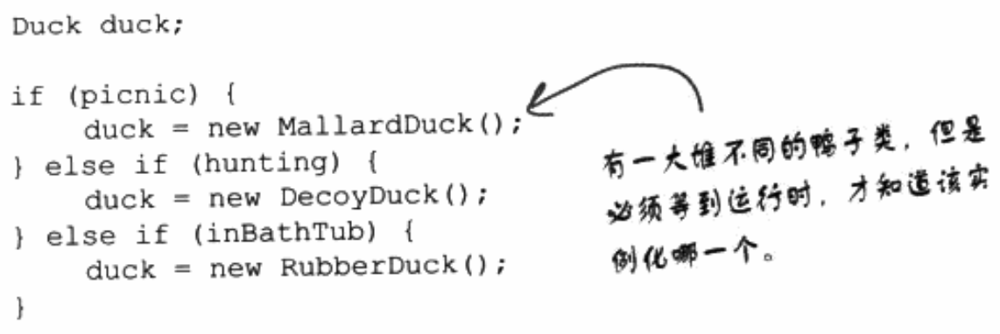 Duck duck;
if (picnic) {
duck = new MallardDuck();
} else if (hunting) {
duck = new DecoyDuck();
} else if (inBathTub) {
duck = new RubberDuck();
}
有一大堆不同的鸭子类，但是
必须等到运行时，才知道该实
例化哪一个。